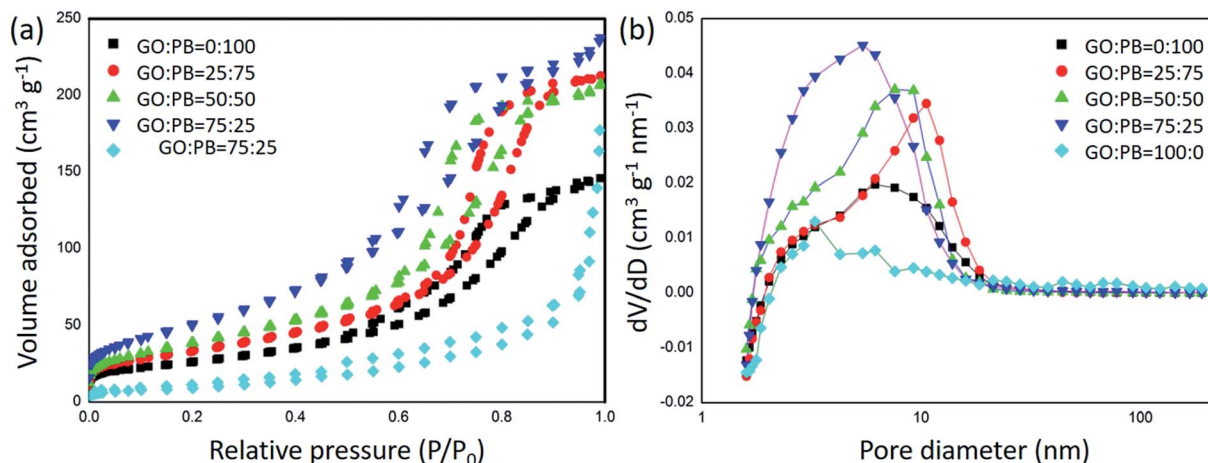 (a)
250
200
150
100
50
0
Volume adsorbed (cm³ g⁻¹)
GO:PB=0:100
GO:PB=25:75
GO:PB=50:50
GO:PB=75:25
GO:PB=75:25
0.0 0.2 0.4 0.6 0.8 1.0
Relative pressure (P/P₀)
(b)
0.05
0.04
0.03
0.02
0.01
0.00
-0.01
-0.02
dV/dD (cm³ g⁻¹ nm⁻¹)
GO:PB=0:100
GO:PB=25:75
GO:PB=50:50
GO:PB=75:25
GO:PB=100:0
1 10 100
Pore diameter (nm)